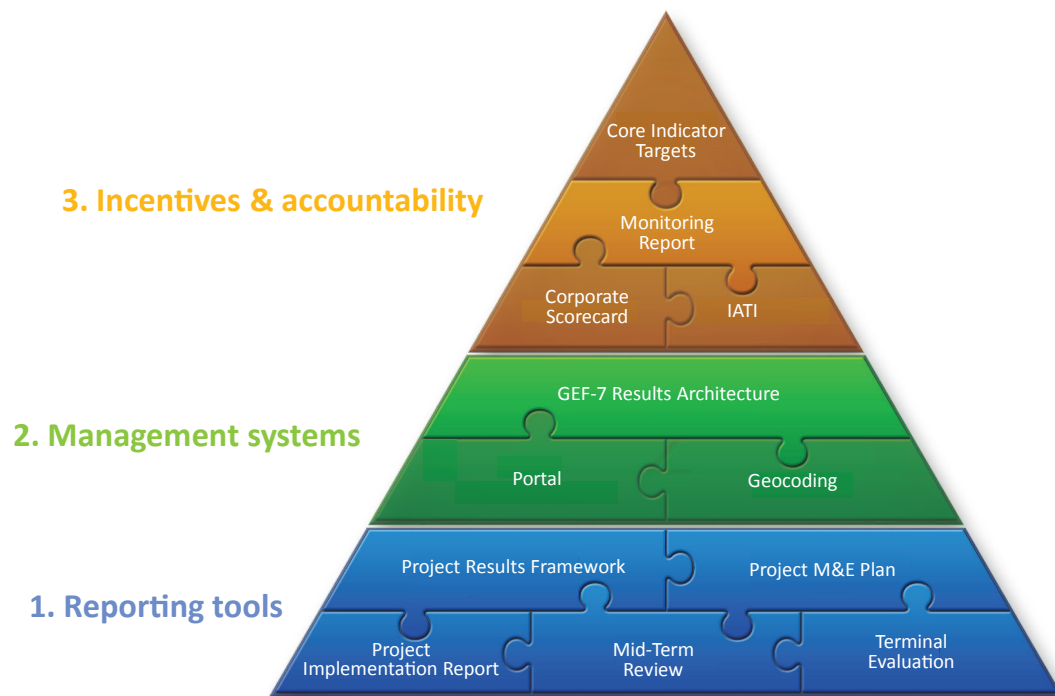 Core Indicator
Targets
3. Incentives & accountability
Monitoring
Report
Corporate
Scorecard
IATI
GEF-7 Results Architecture
2. Management systems
Portal
Geocoding
Project Results Framework
Project M&E Plan
1. Reporting tools
Project
Implementation Report
Mid-Term
Review
Terminal
Evaluation